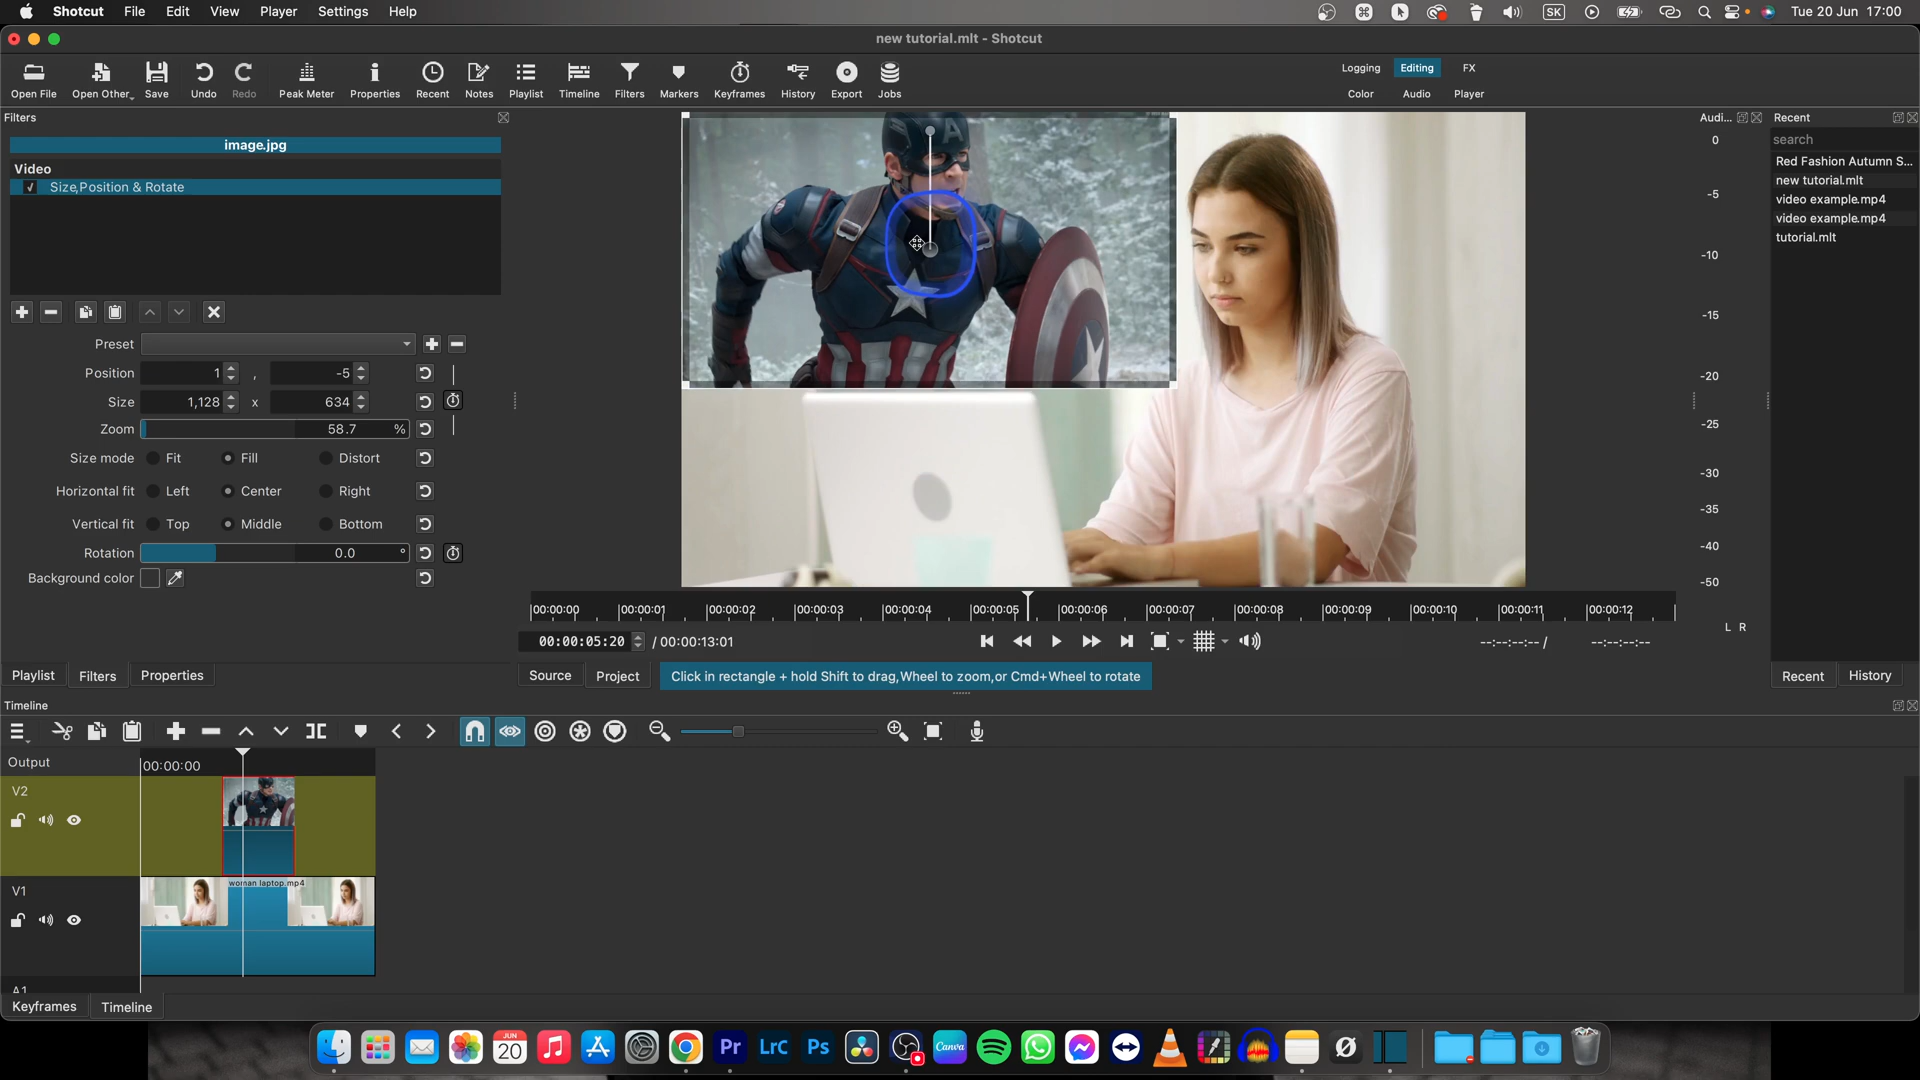 Shotcut File Edit View Player Settings Help SK Tue 20 Jun 17:00
new tutorial.mlt - Shotcut
Open File Open Other Save Undo Redo Peak Meter Properties Recent Notes Playlist Timeline Filters Markers Keyframes History Export Jobs
Logging Editing FX
Color Audio Player
Filters
image.jpg
Video
Size,Position & Rotate
Preset
Position 1 , -5
Size 1,128 x 634
Zoom 58.7 %
Size mode Fit Fill Distort
Horizontal fit Left Center Right
Vertical fit Top Middle Bottom
Rotation 0.0 °
Background color
Playlist Filters Properties
A
00:00:00 00:00:01 00:00:02 00:00:03 00:00:04 00:00:05 00:00:06 00:00:07 00:00:08 00:00:09 00:00:10 00:00:11 00:00:12
00:00:05:20 / 00:00:13:01 --:--:--:-- / --:--:--:--
Source Project Click in rectangle + hold Shift to drag,Wheel to zoom,or Cmd+Wheel to rotate
Audi...
0
-5
-10
-15
-20
-25
-30
-35
-40
-50
L R
Recent
search
Red Fashion Autumn S...
new tutorial.mlt
video example.mp4
video example.mp4
tutorial.mlt
Recent History
Timeline
Output 00:00:00
V2
V1
woman laptop.mp4
A1
Keyframes Timeline
JUN
20
Pr LrC Ps Canva